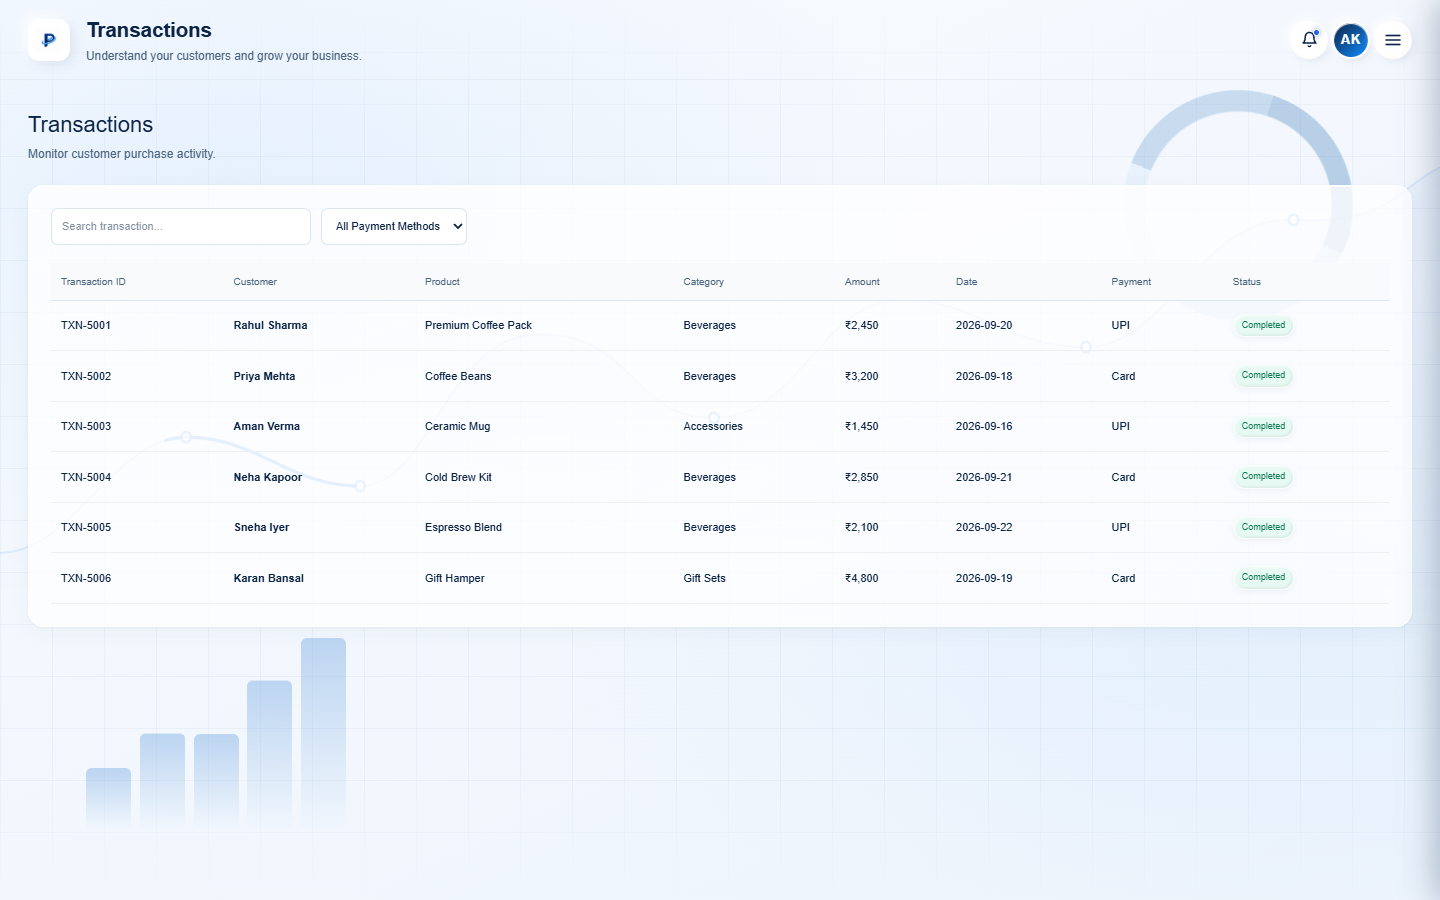 P
Transactions
Understand your customers and grow your business.
AK
Transactions
Monitor customer purchase activity.
Search transaction...
All Payment Methods
Transaction ID Customer Product Category Amount Date Payment Status
TXN-5001 Rahul Sharma Premium Coffee Pack Beverages ₹2,450 2026-09-20 UPI Completed
TXN-5002 Priya Mehta Coffee Beans Beverages ₹3,200 2026-09-18 Card Completed
TXN-5003 Aman Verma Ceramic Mug Accessories ₹1,450 2026-09-16 UPI Completed
TXN-5004 Neha Kapoor Cold Brew Kit Beverages ₹2,850 2026-09-21 Card Completed
TXN-5005 Sneha Iyer Espresso Blend Beverages ₹2,100 2026-09-22 UPI Completed
TXN-5006 Karan Bansal Gift Hamper Gift Sets ₹4,800 2026-09-19 Card Completed